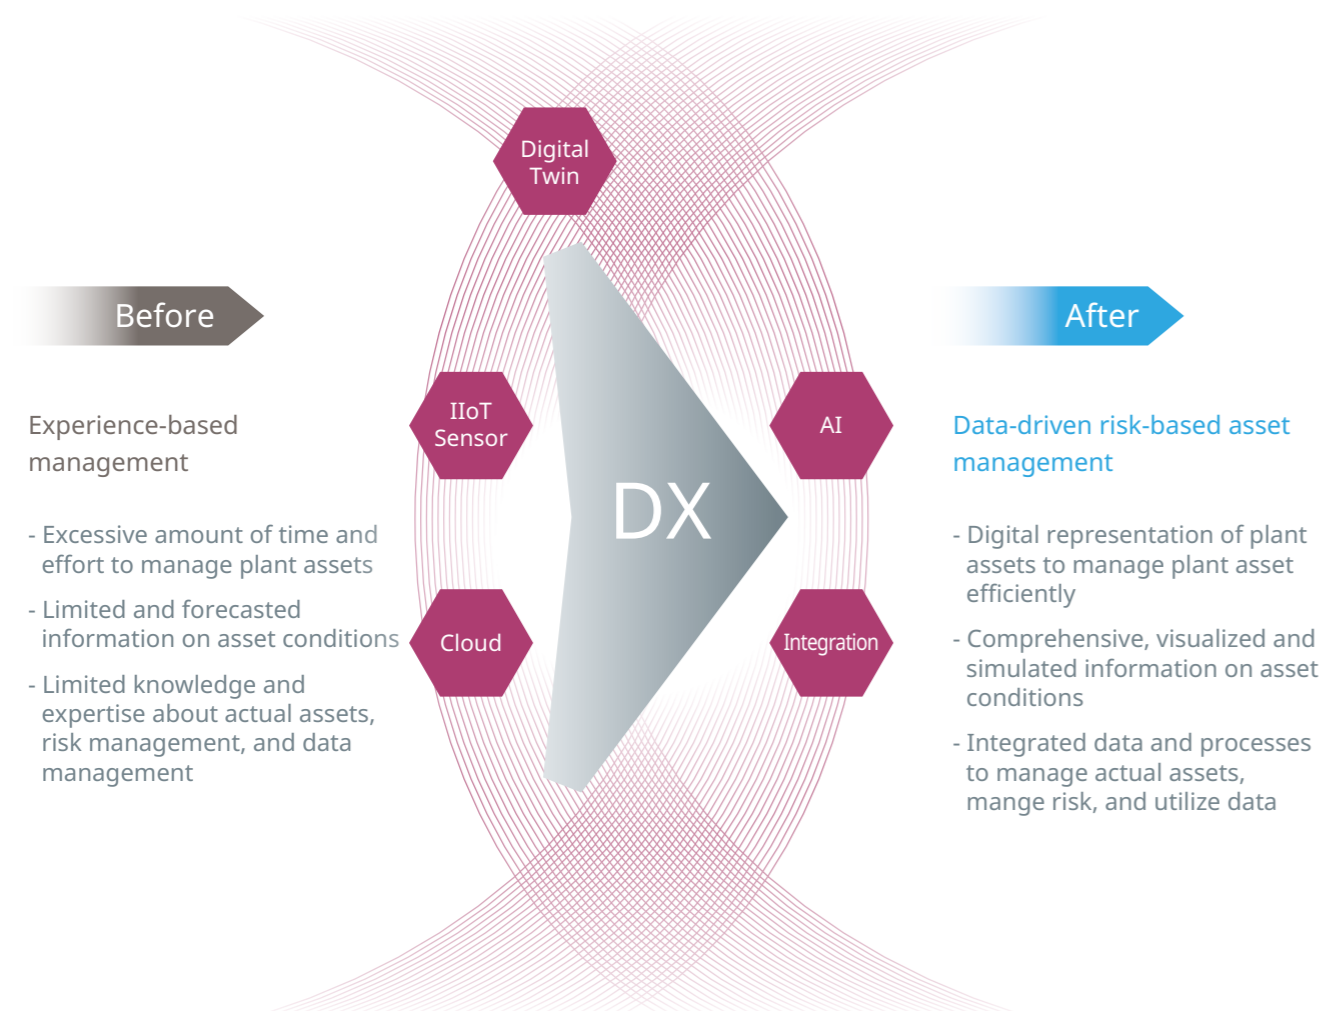 Before
Experience-based
management
- Excessive amount of time and
effort to manage plant assets
- Limited and forecasted
information on asset conditions
- Limited knowledge and
expertise about actual assets,
risk management, and data
management
Digital
Twin
IIoT
Sensor
Cloud
DX
AI
Integration
After
Data-driven risk-based asset
management
- Digital representation of plant
assets to manage plant asset
efficiently
- Comprehensive, visualized and
simulated information on asset
conditions
- Integrated data and processes
to manage actual assets,
mange risk, and utilize data